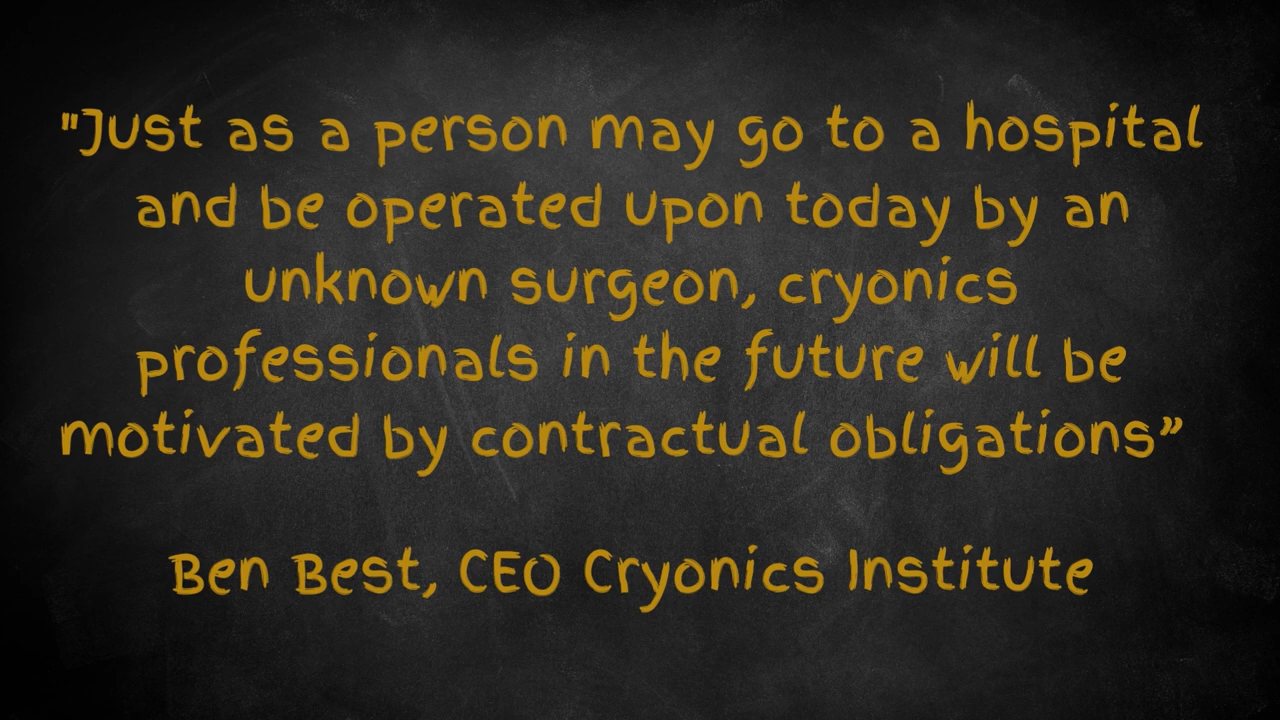 "Just as a person may go to a hospital
and be operated upon today by an
unknown surgeon, cryonics
professionals in the future will be
motivated by contractual obligations”
Ben Best, CEO Cryonics Institute